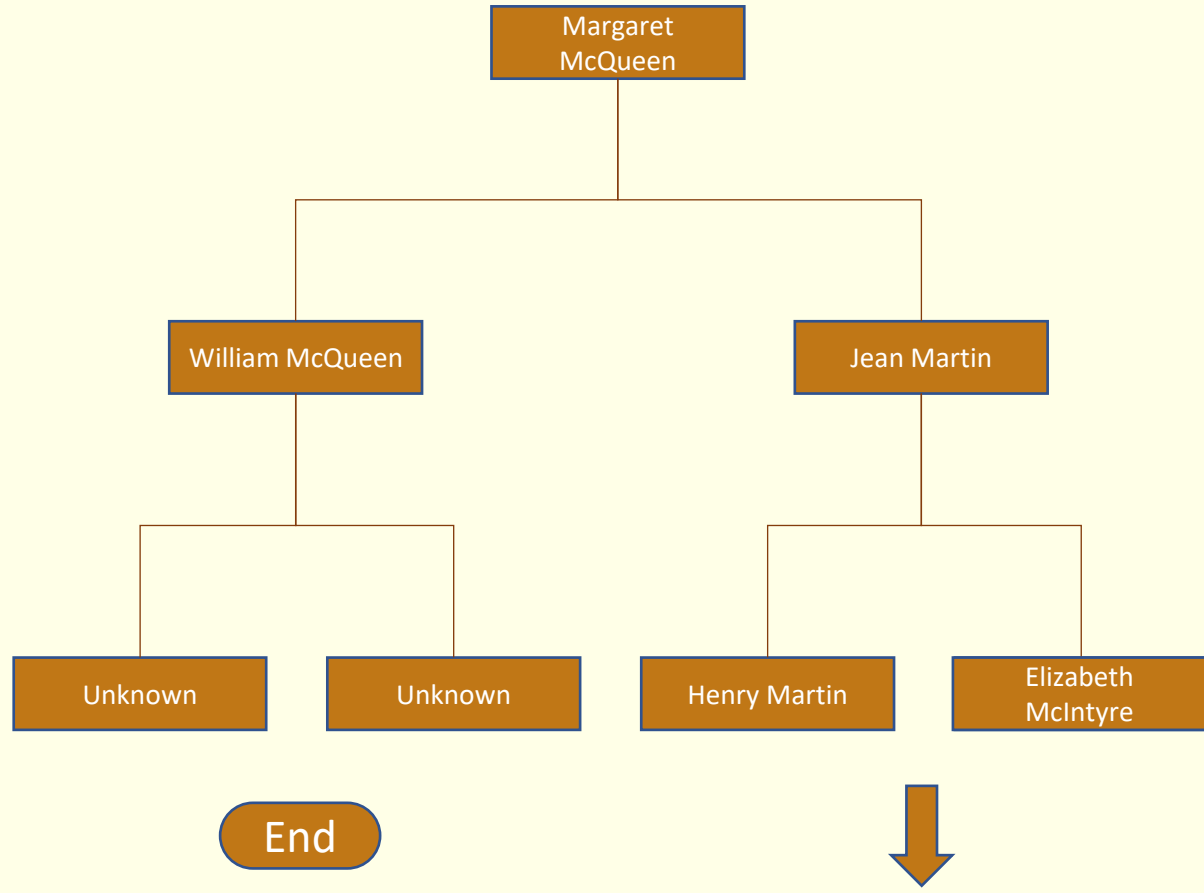 Margaret
McQueen
William McQueen
Jean Martin
Unknown
Unknown
Henry Martin
Elizabeth
McIntyre
End